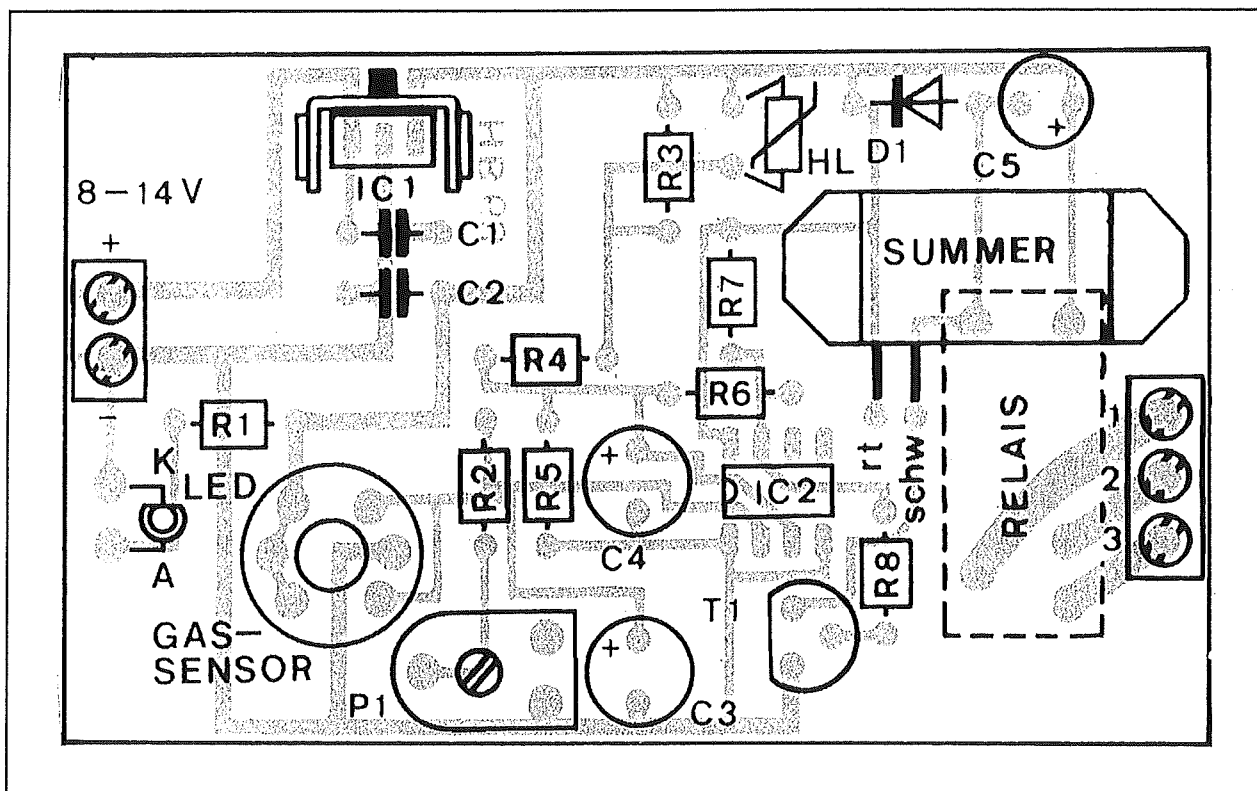 8-14 V
+
-
IC1
C1
C2
R3
HL
D1
C5
+
SUMMER
R7
R4
R6
R1
K
LED
A
R2
R5
+
C4
IC2
rt
schw
RELAIS
1
2
3
R8
T1
GAS-
SENSOR
P1
+
C3